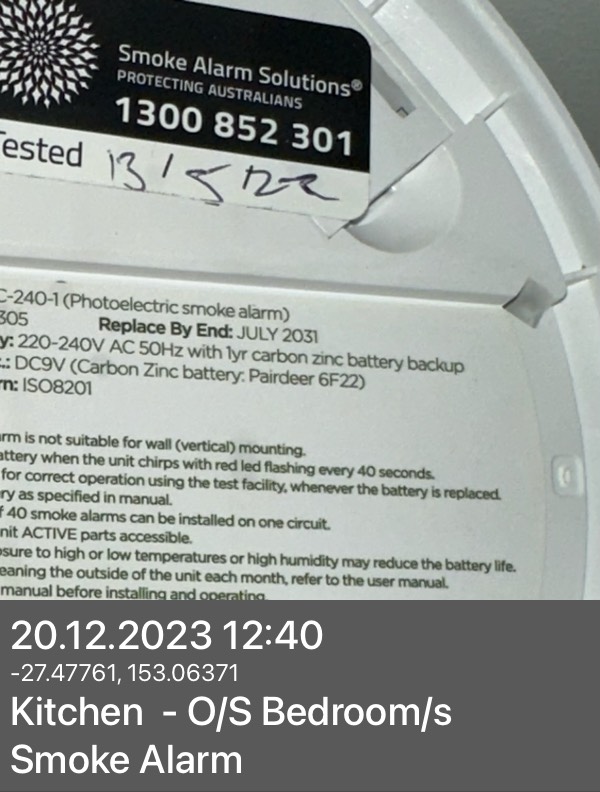 Smoke Alarm Solutions®
PROTECTING AUSTRALIANS
1300 852 301
ested 13/5/22
C-240-1 (Photoelectric smoke alarm)
305 Replace By End: JULY 2031
y: 220-240V AC 50Hz with 1yr carbon zinc battery backup
.: DC9V (Carbon Zinc battery: Pairdeer 6F22)
rn: ISO8201
rm is not suitable for wall (vertical) mounting.
attery when the unit chirps with red led flashing every 40 seconds.
for correct operation using the test facility, whenever the battery is replaced.
ry as specified in manual.
f 40 smoke alarms can be installed on one circuit.
nit ACTIVE parts accessible.
osure to high or low temperatures or high humidity may reduce the battery life.
eaning the outside of the unit each month, refer to the user manual.
manual before installing and operating.
20.12.2023 12:40
-27.47761, 153.06371
Kitchen - O/S Bedroom/s
Smoke Alarm